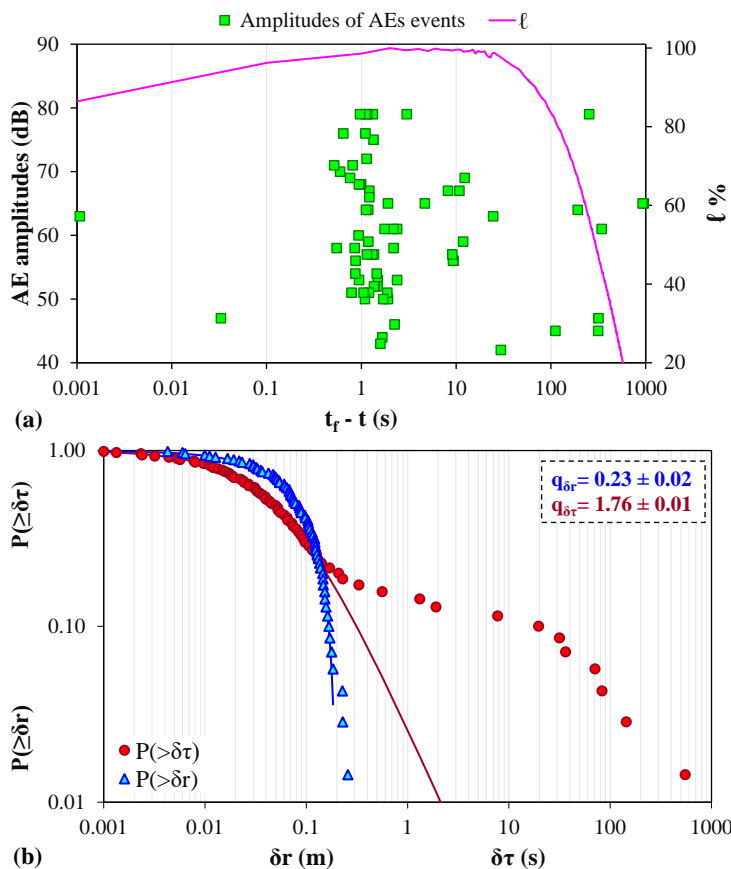 Amplitudes of AEs events ℓ
90
80
70
60
50
40
AE amplitudes (dB)
100
80
60
40
20
ℓ %
0.001 0.01 0.1 1 10 100 1000
(a) t_f - t (s)
1.00
0.10
0.01
P(≥δτ)
P(≥δr)
q_δr= 0.23 ± 0.02
q_δτ= 1.76 ± 0.01
P(>δτ)
P(>δr)
0.001 0.01 0.1 1 10 100 1000
(b) δr (m) δτ (s)